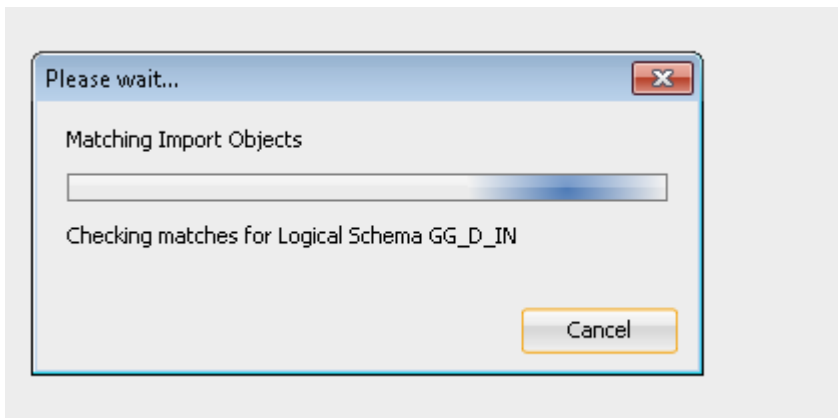 Please wait...
Matching Import Objects
Checking matches for Logical Schema GG_D_IN
Cancel